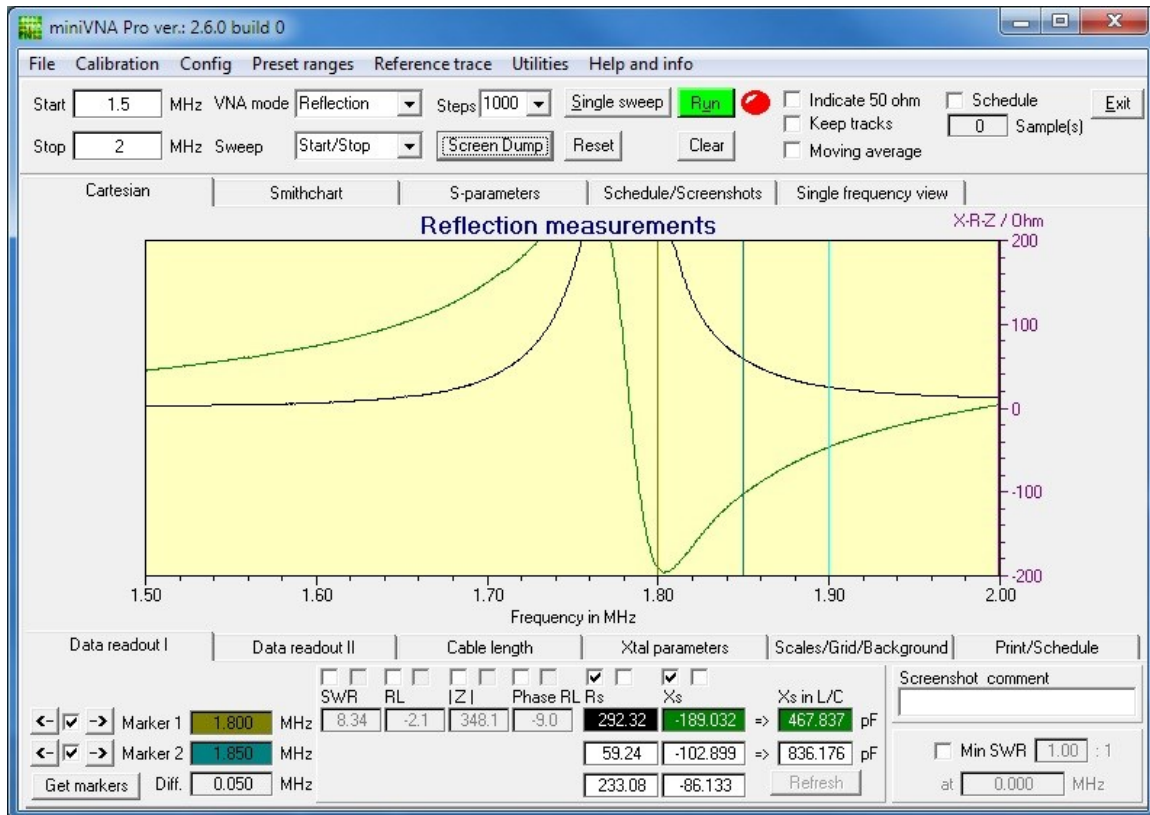 miniVNA Pro ver.: 2.6.0 build 0
File Calibration Config Preset ranges Reference trace Utilities Help and info
Start 1.5 MHz VNA mode Reflection Steps 1000 Single sweep Run Indicate 50 ohm Schedule Exit
Keep tracks 0 Sample(s)
Stop 2 MHz Sweep Start/Stop Screen Dump Reset Clear Moving average
Cartesian Smithchart S-parameters Schedule/Screenshots Single frequency view
Reflection measurements X-R-Z / Ohm
200
100
0
-100
-200
1.50 1.60 1.70 1.80 1.90 2.00
Frequency in MHz
Data readout I Data readout II Cable length Xtal parameters Scales/Grid/Background Print/Schedule
SWR RL |Z| Phase RL Rs Xs Xs in L/C Screenshot comment
<- -> Marker 1 1.800 MHz 8.34 -2.1 348.1 -9.0 292.32 -189.032 => 467.837 pF
<- -> Marker 2 1.850 MHz 59.24 -102.899 => 836.176 pF Min SWR 1.00 : 1
Get markers Diff. 0.050 MHz 233.08 -86.133 Refresh at 0.000 MHz